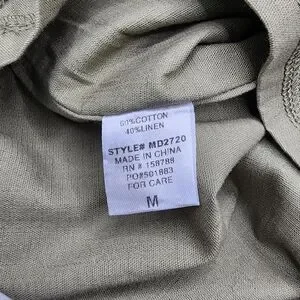 60%COTTON
40%LINEN
STYLE# MD2720
MADE IN CHINA
RN # 158788
PO#501883
FOR CARE
M